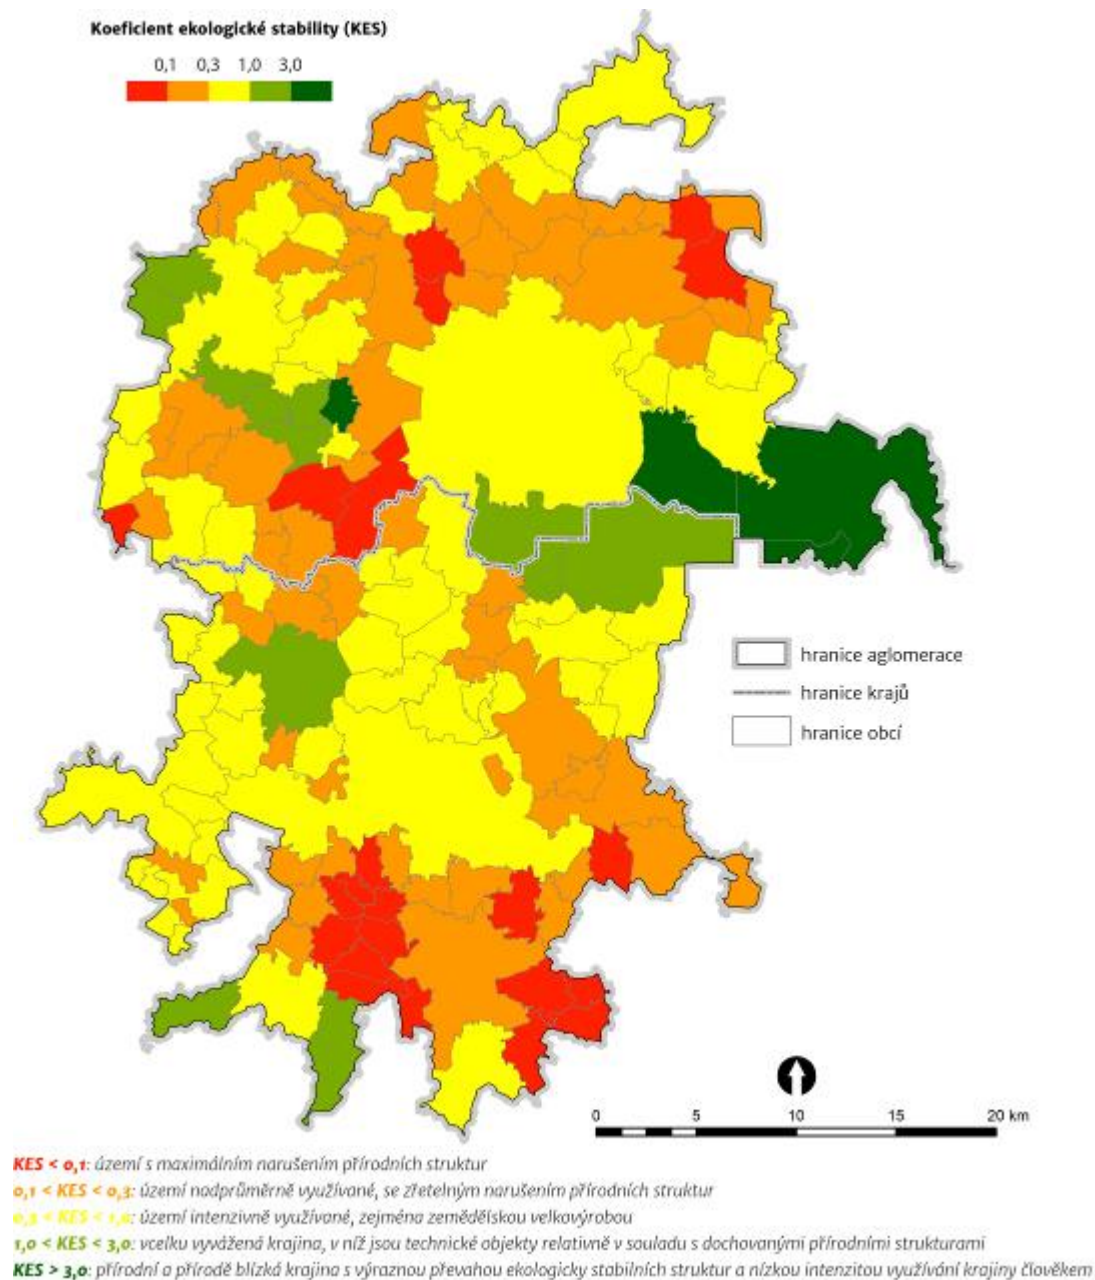 Koeficient ekologické stability (KES)
0,1 0,3 1,0 3,0
hranice aglomerace
hranice krajů
hranice obcí
0 5 10 15 20 km
KES < 0,1: území s maximálním narušením přírodních struktur
0,1 < KES < 0,3: území nadprůměrně využívané, se zřetelným narušením přírodních struktur
0,3 < KES < 1,0: území intenzivně využívané, zejména zemědělskou velkovýrobou
1,0 < KES < 3,0: vcelku vyvážená krajina, v níž jsou technické objekty relativně v souladu s dochovanými přírodními strukturami
KES > 3,0: přírodní a přírodě blízká krajina s výraznou převahou ekologicky stabilních struktur a nízkou intenzitou využívání krajiny člověkem